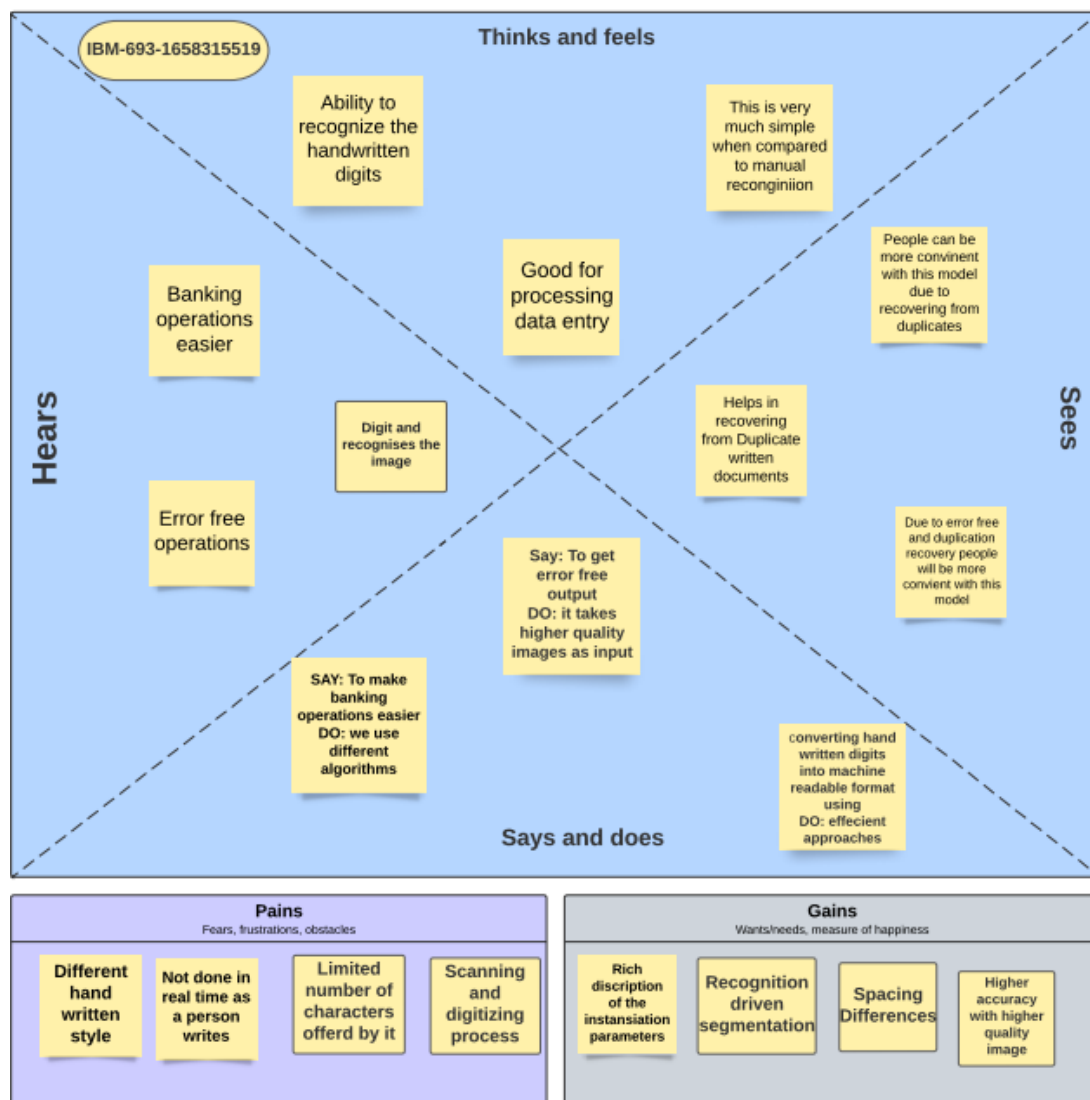 IBM-693-1658315519
Thinks and feels
Ability to
recognize the
handwritten
digits
This is very
much simple
when compared
to manual
reconginiion
Good for
processing
data entry
People can be
more convinent
with this model
due to
recovering from
duplicates
Hears
Banking
operations
easier
Digit and
recognises the
image
Error free
operations
Sees
Helps in
recovering
from Duplicate
written
documents
Due to error free
and duplication
recovery people
will be more
convient with this
model
Say: To get
error free
output
DO: it takes
higher quality
images as input
SAY: To make
banking
operations easier
DO: we use
different
algorithms
converting hand
written digits
into machine
readable format
using
DO: effecient
approaches
Says and does
Pains
Fears, frustrations, obstacles
Different
hand
written
style
Not done in
real time as
a person
writes
Limited
number of
characters
offerd by it
Scanning
and
digitizing
process
Gains
Wants/needs, measure of happiness
Rich
discription
of the
instansiation
parameters
Recognition
driven
segmentation
Spacing
Differences
Higher
accuracy
with higher
quality
image